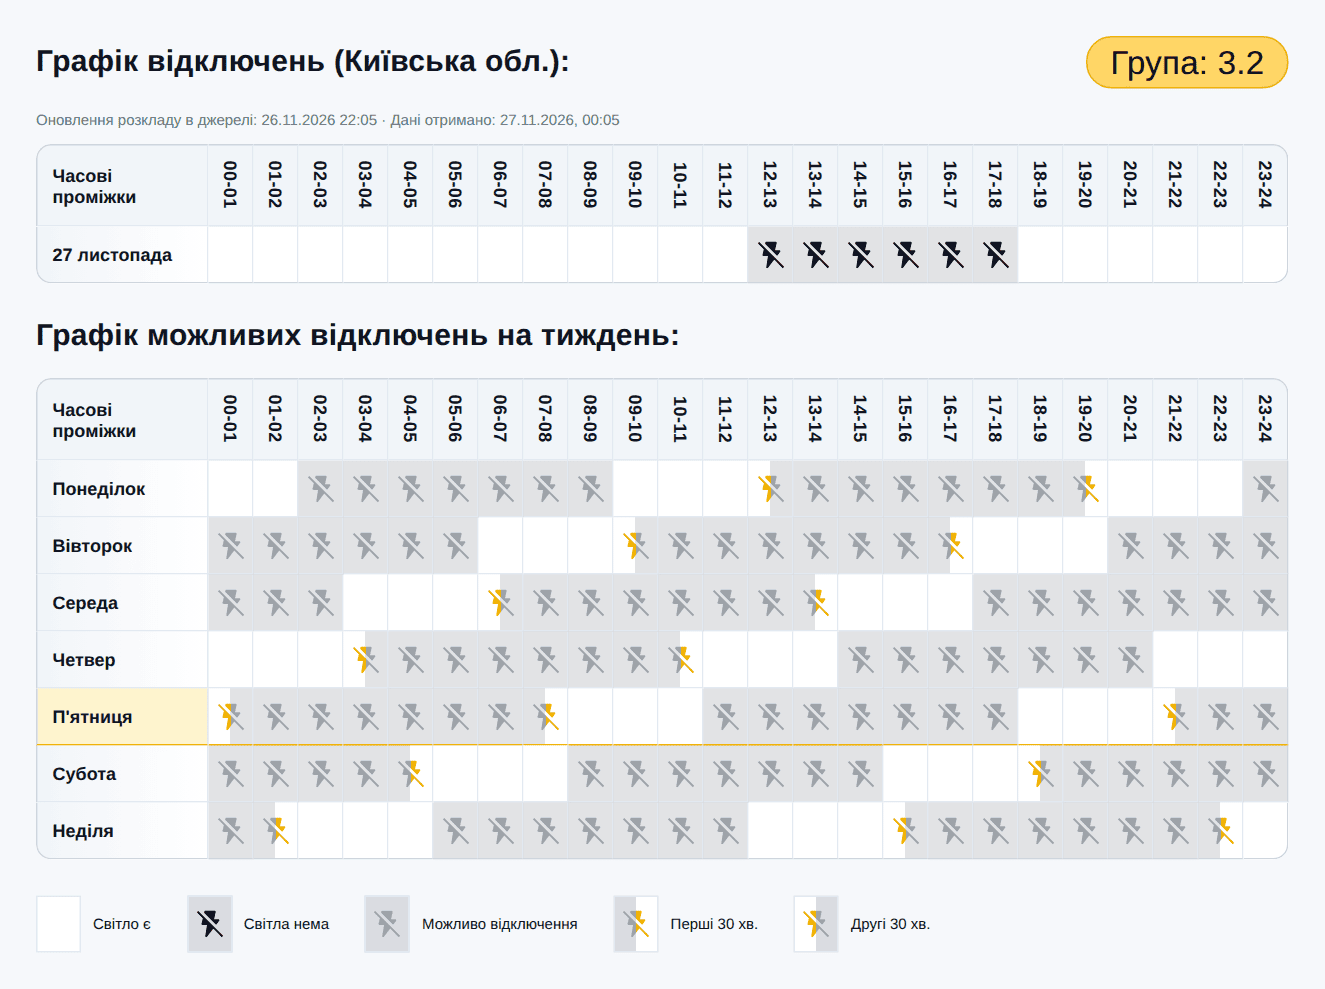 Графік відключень (Київська обл.):
Група: 3.2
Оновлення розкладу в джерелі: 26.11.2026 22:05 · Дані отримано: 27.11.2026, 00:05
Часові проміжки 00-01 01-02 02-03 03-04 04-05 05-06 06-07 07-08 08-09 09-10 10-11 11-12 12-13 13-14 14-15 15-16 16-17 17-18 18-19 19-20 20-21 21-22 22-23 23-24
27 листопада
Графік можливих відключень на тиждень:
Часові проміжки 00-01 01-02 02-03 03-04 04-05 05-06 06-07 07-08 08-09 09-10 10-11 11-12 12-13 13-14 14-15 15-16 16-17 17-18 18-19 19-20 20-21 21-22 22-23 23-24
Понеділок
Вівторок
Середа
Четвер
П'ятниця
Субота
Неділя
Світло є Світла нема Можливо відключення Перші 30 хв. Другі 30 хв.